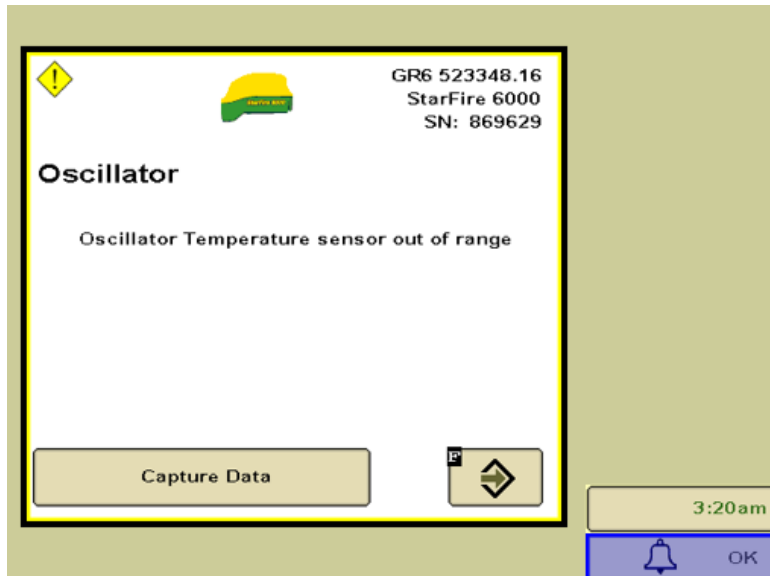 GR6 523348.16
StarFire 6000
SN: 869629
Oscillator
Oscillator Temperature sensor out of range
Capture Data
F
3:20am
OK